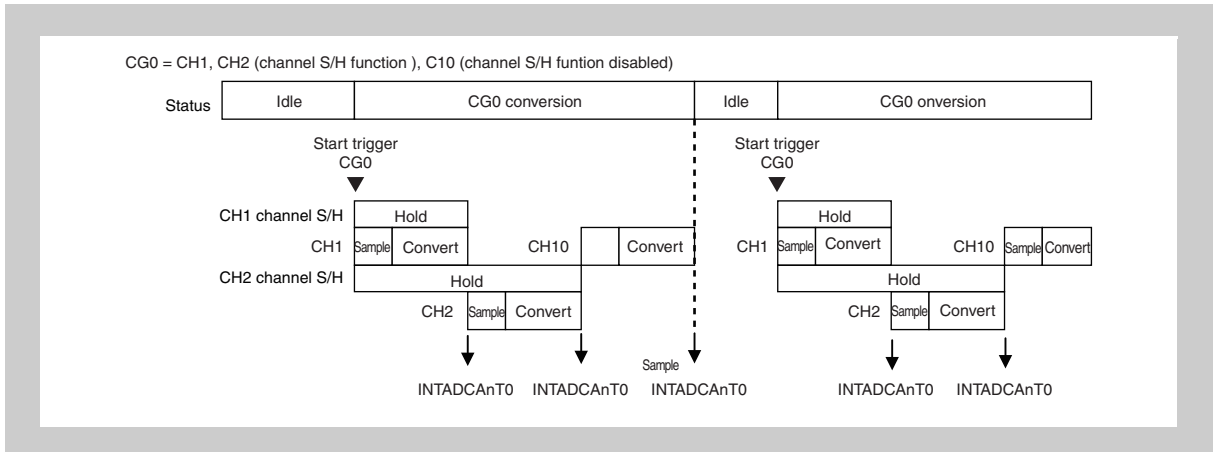 CG0 = CH1, CH2 (channel S/H function ), C10 (channel S/H funtion disabled)
Status Idle CG0 conversion Idle CG0 onversion
Start trigger Start trigger
CG0 CG0
CH1 channel S/H Hold Hold
CH1 Sample Convert CH10 Convert CH1 Sample Convert CH10 Sample Convert
CH2 channel S/H Hold Hold
CH2 Sample Convert CH2 Sample Convert
Sample
INTADCAnT0 INTADCAnT0 INTADCAnT0 INTADCAnT0 INTADCAnT0